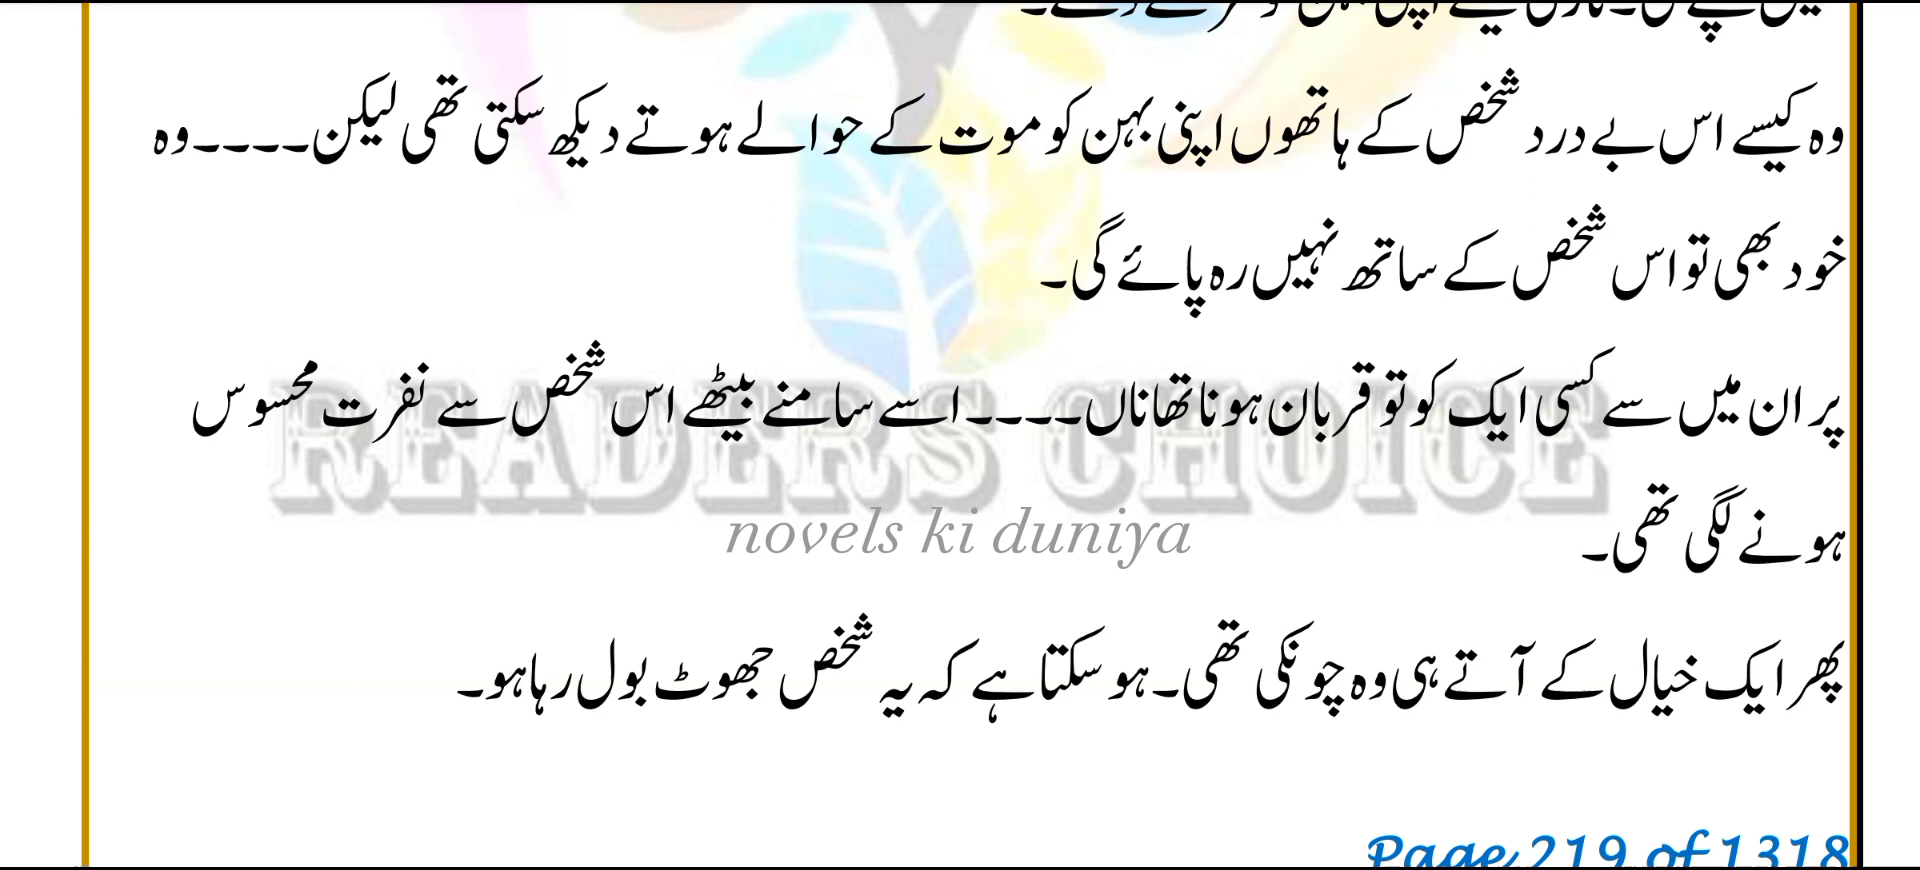 وہ کیسے اس بے درد شخص کے ہاتھوں اپنی بہن کو موت کے حوالے ہوتے دیکھ سکتی تھی لیکن۔۔۔۔وہ
خود بھی تو اس شخص کے ساتھ نہیں رہ پائے گی۔
پر ان میں سے کسی ایک کو تو قربان ہونا تھا ناں۔۔۔۔اسے سامنے بیٹھے اس شخص سے نفرت محسوس
READERS CHOICE
novels ki duniya
ہونے لگی تھی۔
پھر ایک خیال کے آتے ہی وہ چونکی تھی۔ہو سکتا ہے کہ یہ شخص جھوٹ بول رہا ہو۔
Page 219 of 1318